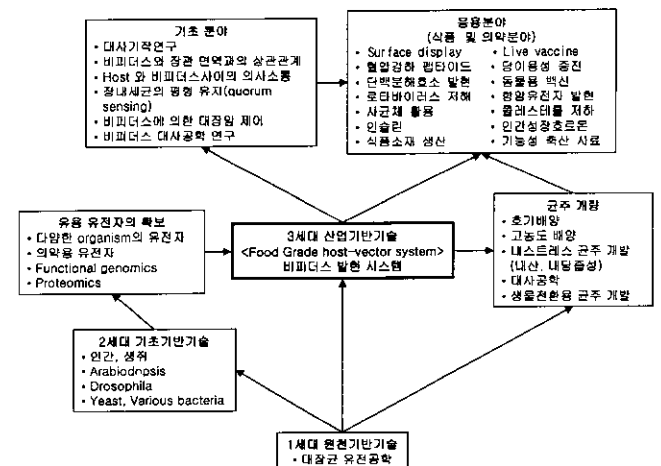 기초 분야
• 대사기작연구
• 비피더스와 장관 면역과의 상관관계
• Host 와 비피더스사이의 의사소통
• 장내세균의 평형 유지(quorum
sensing)
• 비피더스에 의한 대장암 제어
• 비피더스 대사공학 연구
응용분야
(식품 및 의약분야)
• Surface display
• 혈압강하 펩타이드
• 단백분해효소 발현
• 로타바이러스 저해
• 사균체 활용
• 인슐린
• 식품소재 생산
• Live vaccine
• 당이용성 증진
• 동물용 백신
• 항암유전자 발현
• 콜레스테롤 저하
• 인간성장호르몬
• 기능성 축산 사료
유용 유전자의 확보
• 다양한 organism의 유전자
• 의약용 유전자
• Functional genomics
• Proteomics
3세대 산업기반기술
<Food Grade host-vector system>
비피더스 발현 시스템
균주 개량
• 호기배양
• 고농도 배양
• 내스트레스 균주 개발
(내산, 내담즙성)
• 대사공학
• 생물전환용 균주 개발
2세대 기초기반기술
• 인간, 생쥐
• Arabiodnpsis
• Drosophila
• Yeast, Various bacteria
1세대 원천기반기술
• 대장균 유전공학